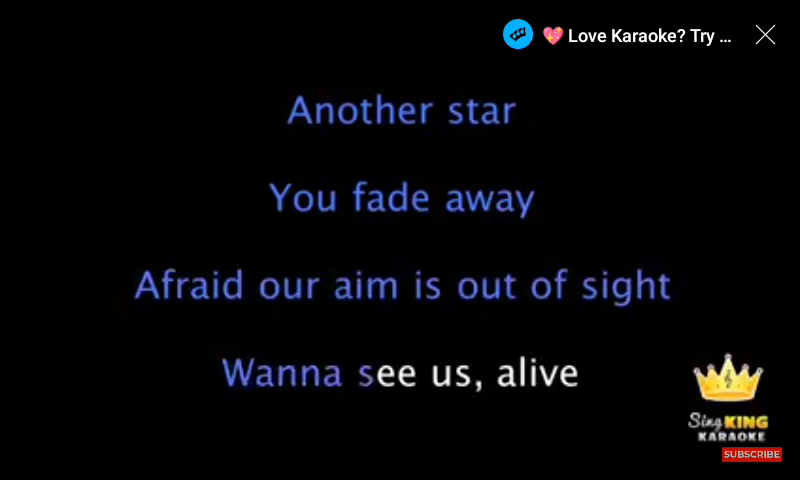 💖 Love Karaoke? Try ...
Another star
You fade away
Afraid our aim is out of sight
Wanna see us, alive
Sing KING
KARAOKE
SUBSCRIBE